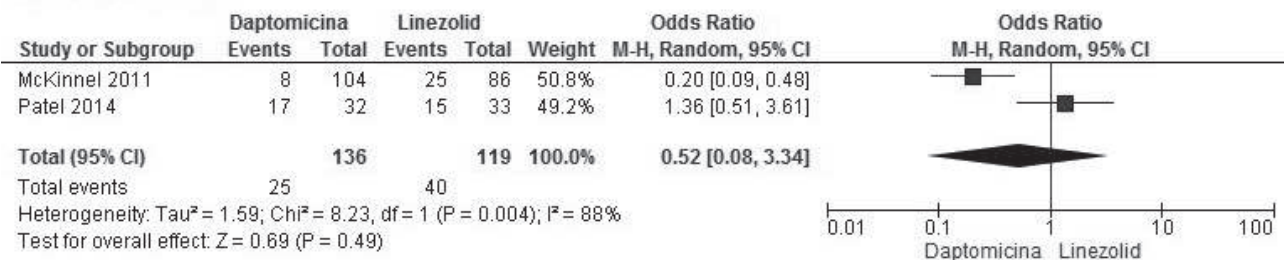 Daptomicina Linezolid Odds Ratio Odds Ratio
Study or Subgroup Events Total Events Total Weight M-H, Random, 95% CI M-H, Random, 95% CI
McKinnel 2011 8 104 25 86 50.8% 0.20 [0.09, 0.48]
Patel 2014 17 32 15 33 49.2% 1.36 [0.51, 3.61]
Total (95% CI) 136 119 100.0% 0.52 [0.08, 3.34]
Total events 25 40
Heterogeneity: Tau² = 1.59; Chi² = 8.23, df = 1 (P = 0.004); I² = 88%
Test for overall effect: Z = 0.69 (P = 0.49)
0.01 0.1 1 10 100
Daptomicina Linezolid